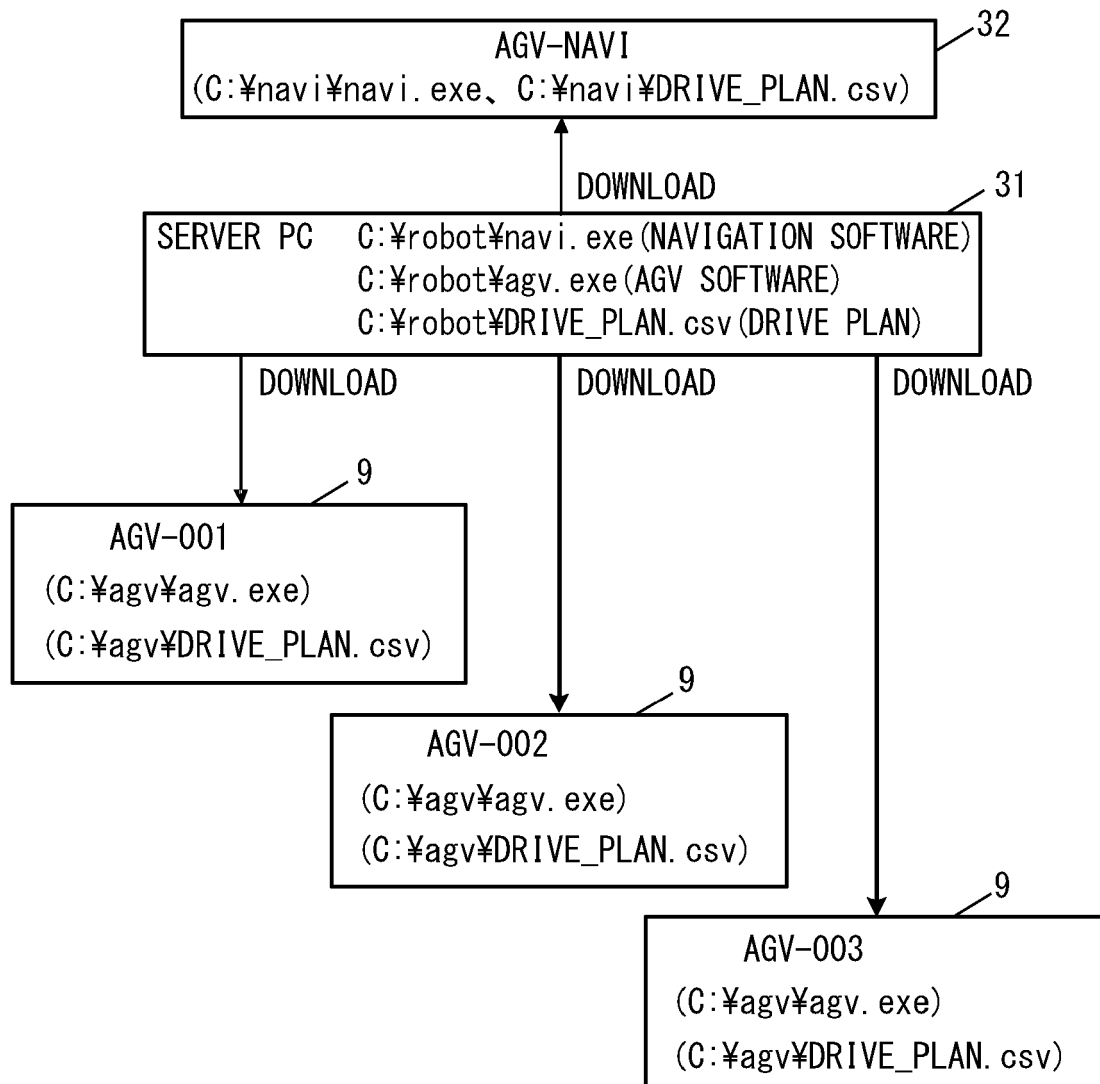 32
AGV-NAVI
(C:¥navi¥navi.exe、C:¥navi¥DRIVE_PLAN.csv)
DOWNLOAD
31
SERVER PC C:¥robot¥navi.exe(NAVIGATION SOFTWARE)
C:¥robot¥agv.exe(AGV SOFTWARE)
C:¥robot¥DRIVE_PLAN.csv(DRIVE PLAN)
DOWNLOAD DOWNLOAD DOWNLOAD
9
AGV-001
(C:¥agv¥agv.exe)
(C:¥agv¥DRIVE_PLAN.csv)
9
AGV-002
(C:¥agv¥agv.exe)
(C:¥agv¥DRIVE_PLAN.csv)
9
AGV-003
(C:¥agv¥agv.exe)
(C:¥agv¥DRIVE_PLAN.csv)